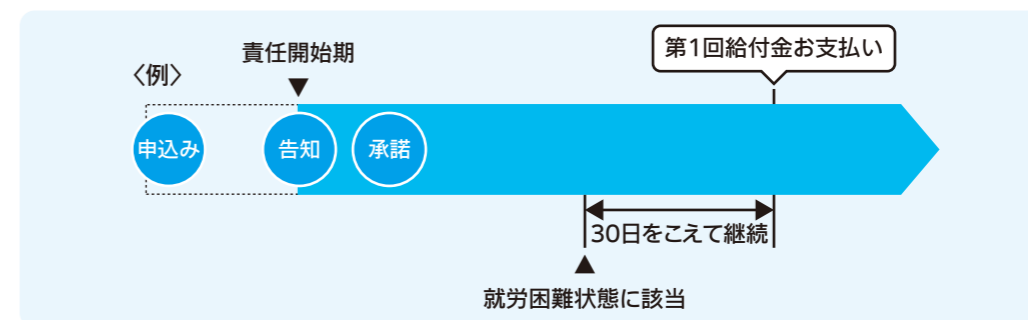 〈例〉
責任開始期
▼
第1回給付金お支払い
申込み
告知
承諾
30日をこえて継続
▲
就労困難状態に該当